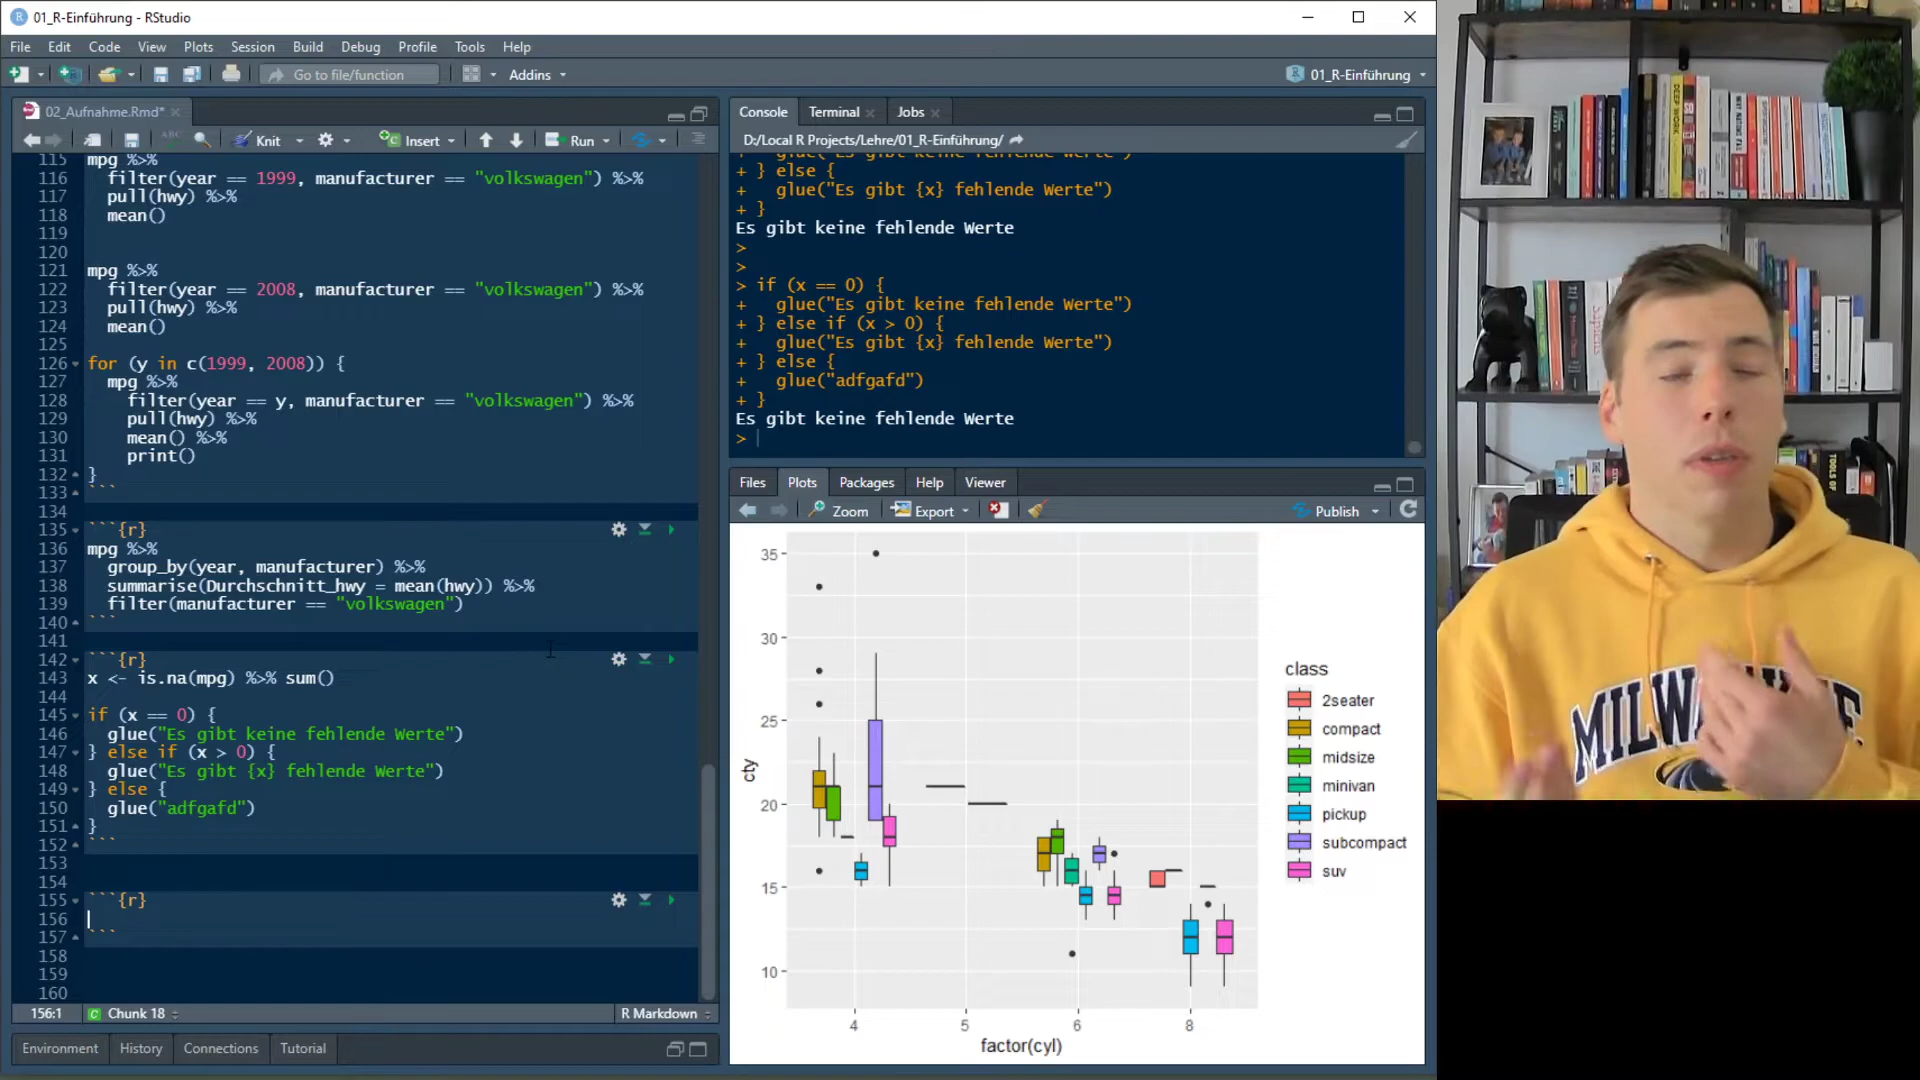 01_R-Einführung - RStudio
File Edit Code View Plots Session Build Debug Profile Tools Help
Go to file/function Addins 01_R-Einführung
02_Aufnahme.Rmd*
Knit Insert Run
115 mpg %>%
116 filter(year == 1999, manufacturer == "volkswagen") %>%
117 pull(hwy) %>%
118 mean()
119
120
121 mpg %>%
122 filter(year == 2008, manufacturer == "volkswagen") %>%
123 pull(hwy) %>%
124 mean()
125
126 for (y in c(1999, 2008)) {
127 mpg %>%
128 filter(year == y, manufacturer == "volkswagen") %>%
129 pull(hwy) %>%
130 mean() %>%
131 print()
132 }
133 ```
134
135 ```{r}
136 mpg %>%
137 group_by(year, manufacturer) %>%
138 summarise(Durchschnitt_hwy = mean(hwy)) %>%
139 filter(manufacturer == "volkswagen")
140 ```
141
142 ```{r}
143 x <- is.na(mpg) %>% sum()
144
145 if (x == 0) {
146 glue("Es gibt keine fehlende Werte")
147 } else if (x > 0) {
148 glue("Es gibt {x} fehlende Werte")
149 } else {
150 glue("adfgafd")
151 }
152 ```
153
154
155 ```{r}
156
157 ```
158
159
160
156:1 Chunk 18 R Markdown
Environment History Connections Tutorial
Console Terminal Jobs
D:/Local R Projects/Lehre/01_R-Einführung/
+ glue("Es gibt keine fehlende Werte")
+ } else {
+ glue("Es gibt {x} fehlende Werte")
+ }
Es gibt keine fehlende Werte
>
>
> if (x == 0) {
+ glue("Es gibt keine fehlende Werte")
+ } else if (x > 0) {
+ glue("Es gibt {x} fehlende Werte")
+ } else {
+ glue("adfgafd")
+ }
Es gibt keine fehlende Werte
>
Files Plots Packages Help Viewer
Zoom Export Publish
35
30
25
20
15
10
cty
4 5 6 8
factor(cyl)
class
2seater
compact
midsize
minivan
pickup
subcompact
suv
DEEP WORK
Sapiens
TOOLS OF